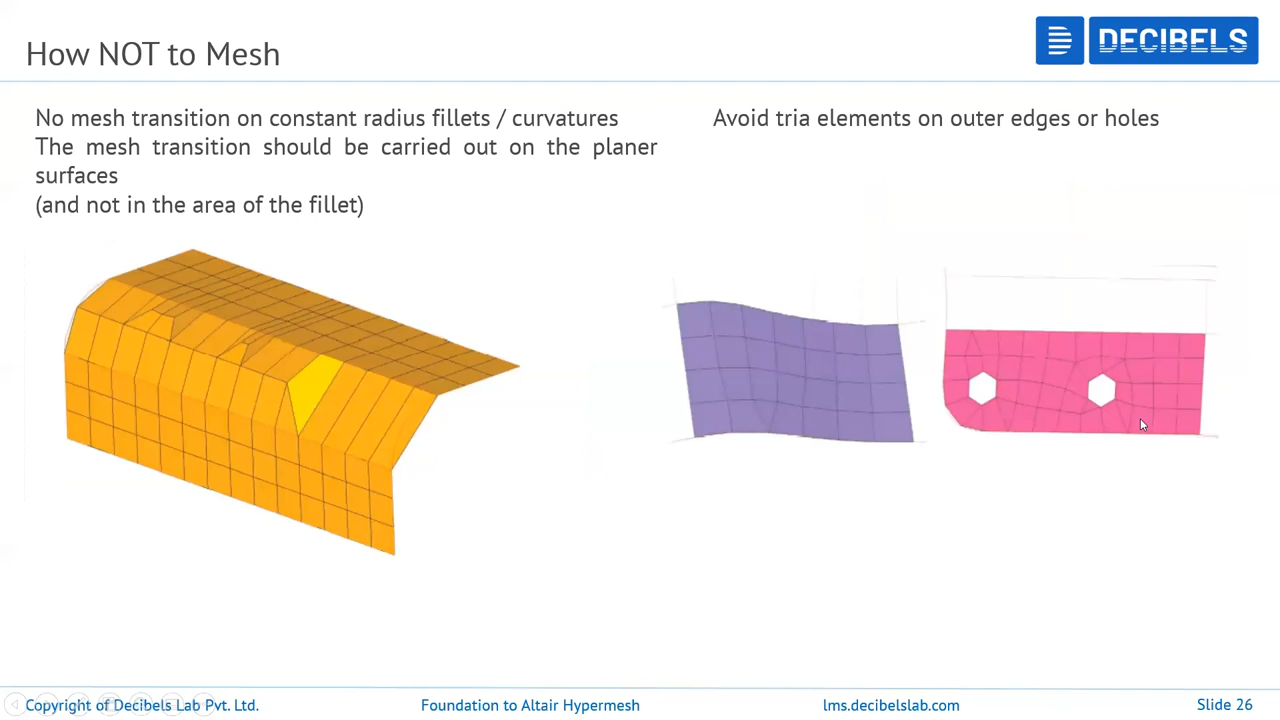 How NOT to Mesh
DECIBELS
No mesh transition on constant radius fillets / curvatures
The mesh transition should be carried out on the planer
surfaces
(and not in the area of the fillet)
Avoid tria elements on outer edges or holes
Copyright of Decibels Lab Pvt. Ltd.
Foundation to Altair Hypermesh
lms.decibelslab.com
Slide 26